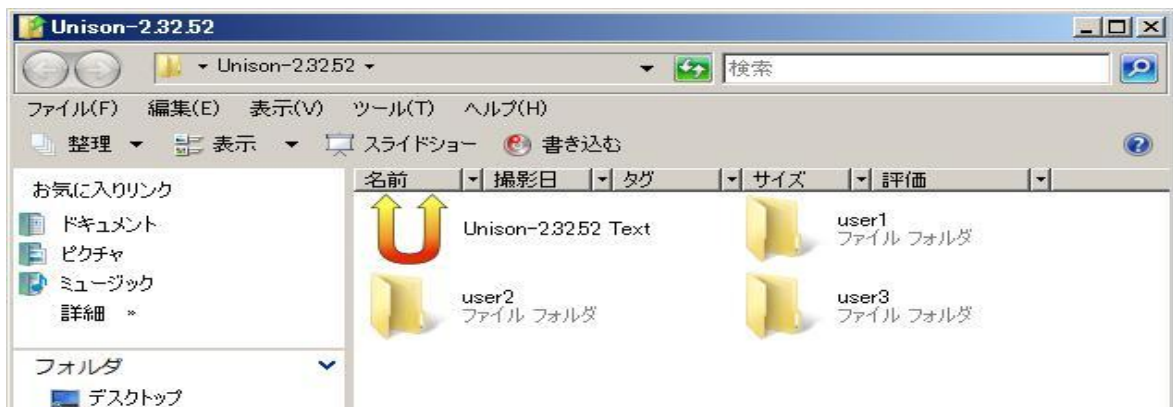 Unison-2.32.52
Unison-2.32.52
検索
ファイル(F) 編集(E) 表示(V) ツール(T) ヘルプ(H)
整理 表示 スライドショー 書き込む
お気に入りリンク
ドキュメント
ピクチャ
ミュージック
詳細 »
フォルダ
デスクトップ
名前 撮影日 タグ サイズ 評価
Unison-2.32.52 Text
user1
ファイル フォルダ
user2
ファイル フォルダ
user3
ファイル フォルダ